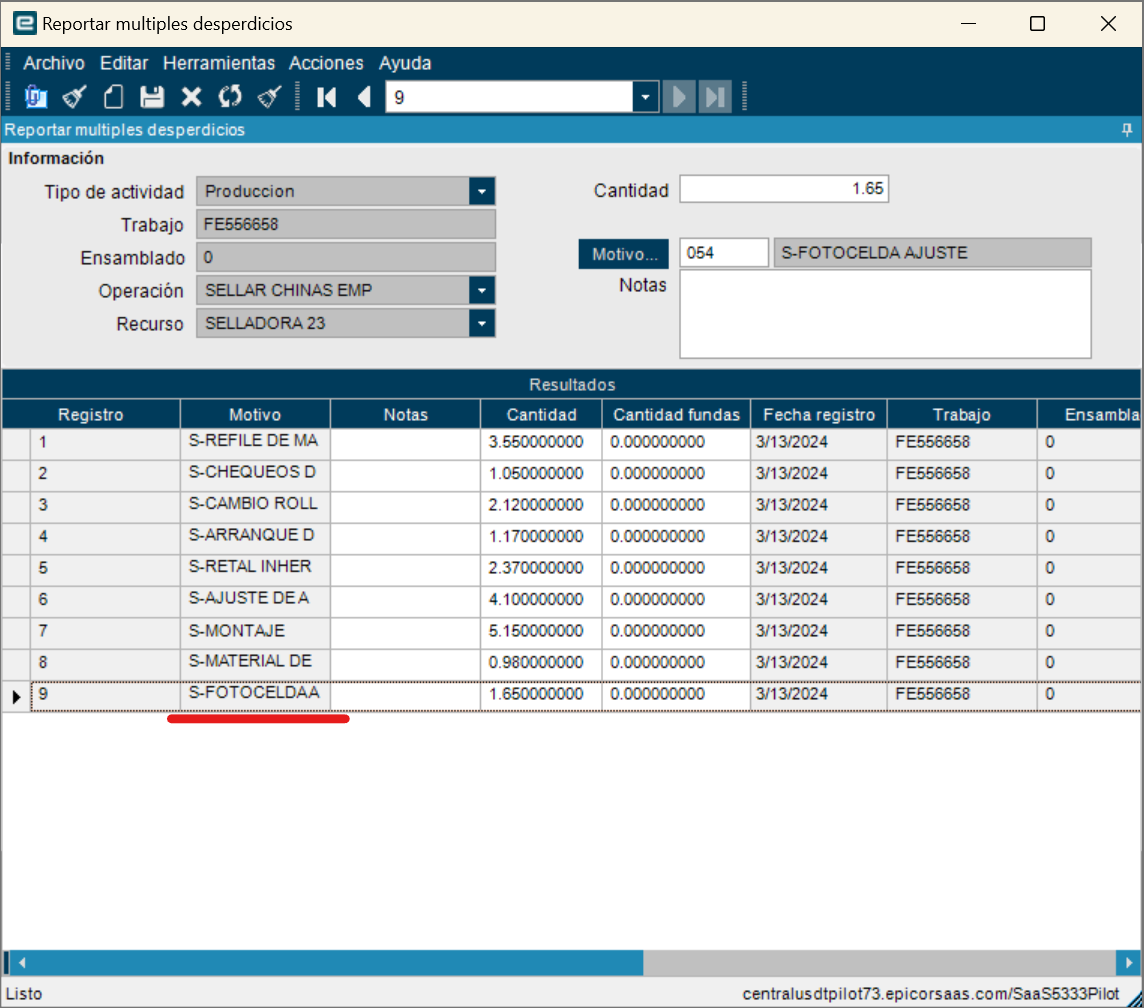 Reportar multiples desperdicios
Archivo Editar Herramientas Acciones Ayuda
9
Reportar multiples desperdicios
Información
Tipo de actividad Produccion Cantidad 1.65
Trabajo FE556658
Ensamblado 0 Motivo... 054 S-FOTOCELDA AJUSTE
Operación SELLAR CHINAS EMP Notas
Recurso SELLADORA 23
Resultados
Registro Motivo Notas Cantidad Cantidad fundas Fecha registro Trabajo Ensambla
1 S-REFILE DE MA 3.550000000 0.000000000 3/13/2024 FE556658 0
2 S-CHEQUEOS D 1.050000000 0.000000000 3/13/2024 FE556658 0
3 S-CAMBIO ROLL 2.120000000 0.000000000 3/13/2024 FE556658 0
4 S-ARRANQUE D 1.170000000 0.000000000 3/13/2024 FE556658 0
5 S-RETAL INHER 2.370000000 0.000000000 3/13/2024 FE556658 0
6 S-AJUSTE DE A 4.100000000 0.000000000 3/13/2024 FE556658 0
7 S-MONTAJE 5.150000000 0.000000000 3/13/2024 FE556658 0
8 S-MATERIAL DE 0.980000000 0.000000000 3/13/2024 FE556658 0
9 S-FOTOCELDA A 1.650000000 0.000000000 3/13/2024 FE556658 0
Listo centralusdtpilot73.epicorsaas.com/SaaS5333Pilot